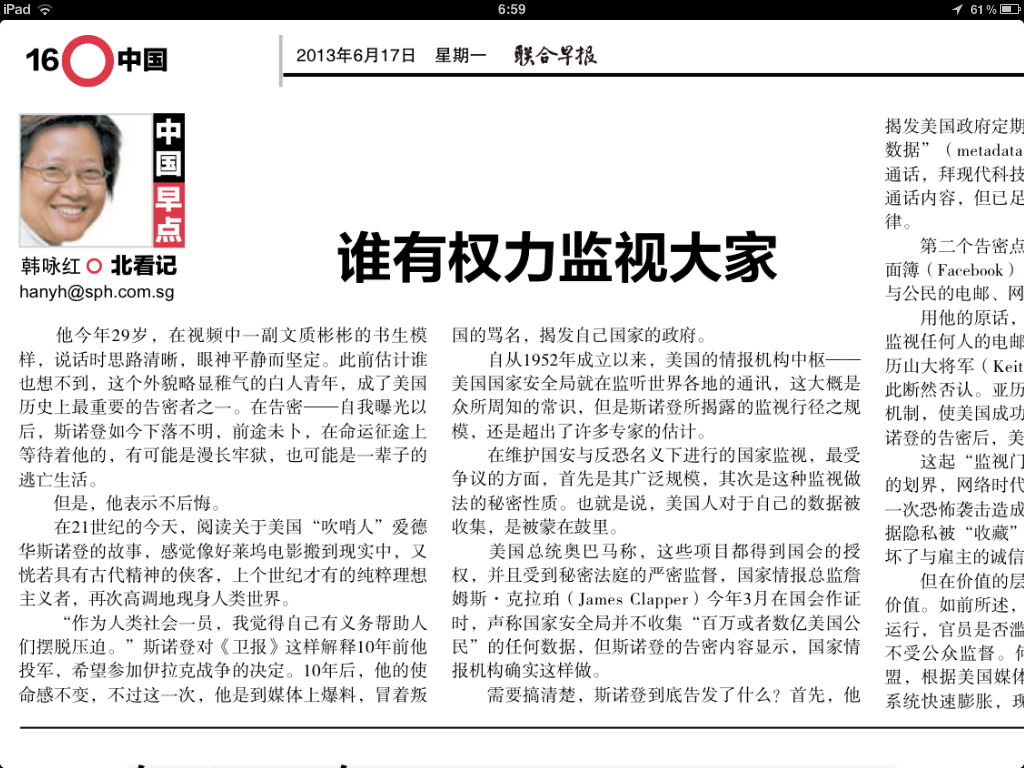 iPad
6:59
61%
16 中国
2013年6月17日 星期一 联合早报
中国
早点
韩咏红 北看记
hanyh@sph.com.sg
谁有权力监视大家
他今年29岁，在视频中一副文质彬彬的书生模
样，说话时思路清晰，眼神平静而坚定。此前估计谁
也想不到，这个外貌略显稚气的白人青年，成了美国
历史上最重要的告密者之一。在告密——自我曝光以
后，斯诺登如今下落不明，前途未卜，在命运征途上
等待着他的，有可能是漫长牢狱，也可能是一辈子的
逃亡生活。
但是，他表示不后悔。
在21世纪的今天，阅读关于美国“吹哨人”爱德
华斯诺登的故事，感觉像好莱坞电影搬到现实中，又
恍若具有古代精神的侠客，上个世纪才有的纯粹理想
主义者，再次高调地现身人类世界。
“作为人类社会一员，我觉得自己有义务帮助人
们摆脱压迫。”斯诺登对《卫报》这样解释10年前他
投军，希望参加伊拉克战争的决定。10年后，他的使
命感不变，不过这一次，他是到媒体上爆料，冒着叛
国的骂名，揭发自己国家的政府。
自从1952年成立以来，美国的情报机构中枢——
美国国家安全局就在监听世界各地的通讯，这大概是
众所周知的常识，但是斯诺登所揭露的监视行径之规
模，还是超出了许多专家的估计。
在维护国安与反恐名义下进行的国家监视，最受
争议的方面，首先是其广泛规模，其次是这种监视做
法的秘密性质。也就是说，美国人对于自己的数据被
收集，是被蒙在鼓里。
美国总统奥巴马称，这些项目都得到国会的授
权，并且受到秘密法庭的严密监督，国家情报总监詹
姆斯·克拉珀（James Clapper）今年3月在国会作证
时，声称国家安全局并不收集“百万或者数亿美国公
民”的任何数据，但斯诺登的告密内容显示，国家情
报机构确实这样做。
需要搞清楚，斯诺登到底告发了什么？首先，他
揭发美国政府定期
数据”（metadata
通话，拜现代科技
通话内容，但已足
律。
第二个告密点
面簿（Facebook）
与公民的电邮、网
用他的原话，
监视任何人的电邮
历山大将军（Keit
此断然否认。亚历
机制，使美国成功
诺登的告密后，美
这起“监视门
的划界，网络时代
一次恐怖袭击造成
据隐私被“收藏”
坏了与雇主的诚信
但在价值的层
价值。如前所述，
运行，官员是否滥
不受公众监督。何
盟，根据美国媒体
系统快速膨胀，现